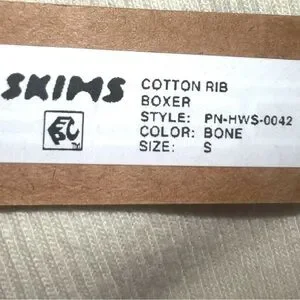 SKIMS
COTTON RIB
BOXER
STYLE: PN-HWS-0042
COLOR: BONE
SIZE: S